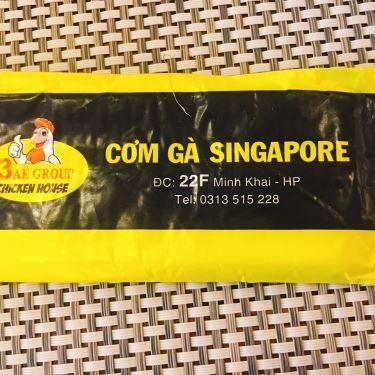 3AE GROUP
CHICKEN HOUSE
CƠM GÀ SINGAPORE
ĐC: 22F Minh Khai - HP
Tel: 0313 515 228